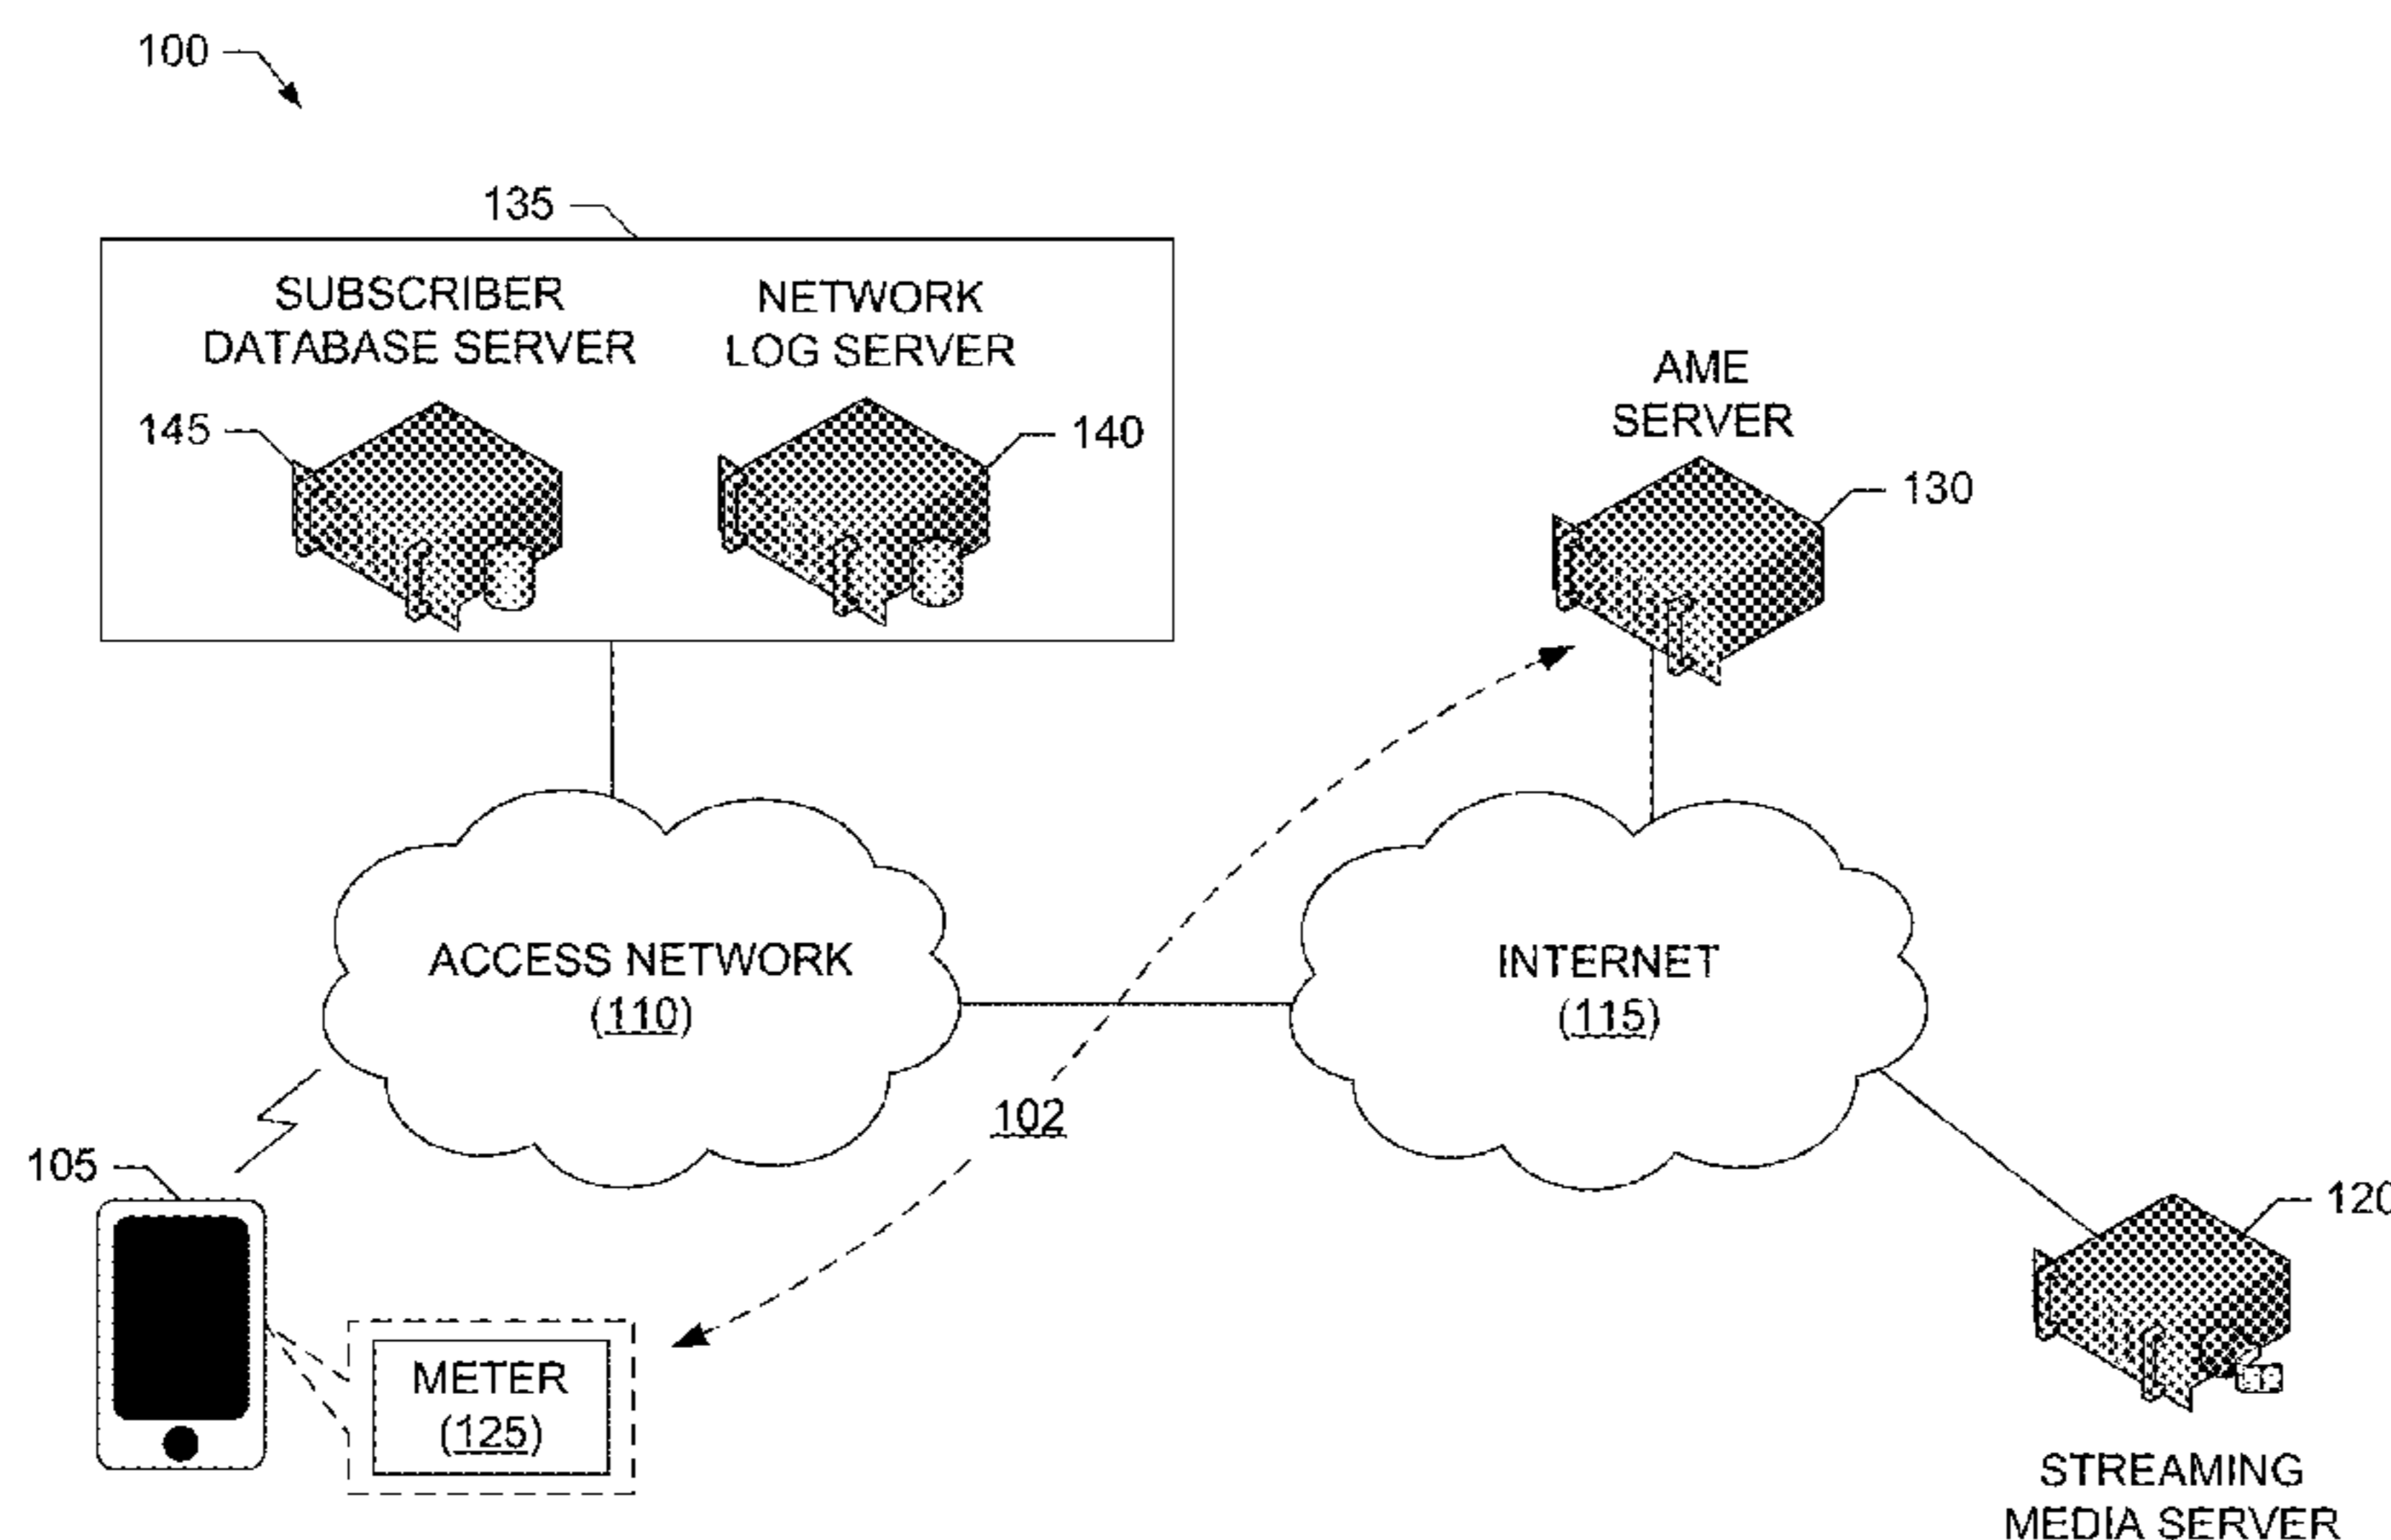 100
135
SUBSCRIBER
DATABASE SERVER
NETWORK
LOG SERVER
145
140
AME
SERVER
130
ACCESS NETWORK
(110)
INTERNET
(115)
102
105
120
METER
(125)
STREAMING
MEDIA SERVER